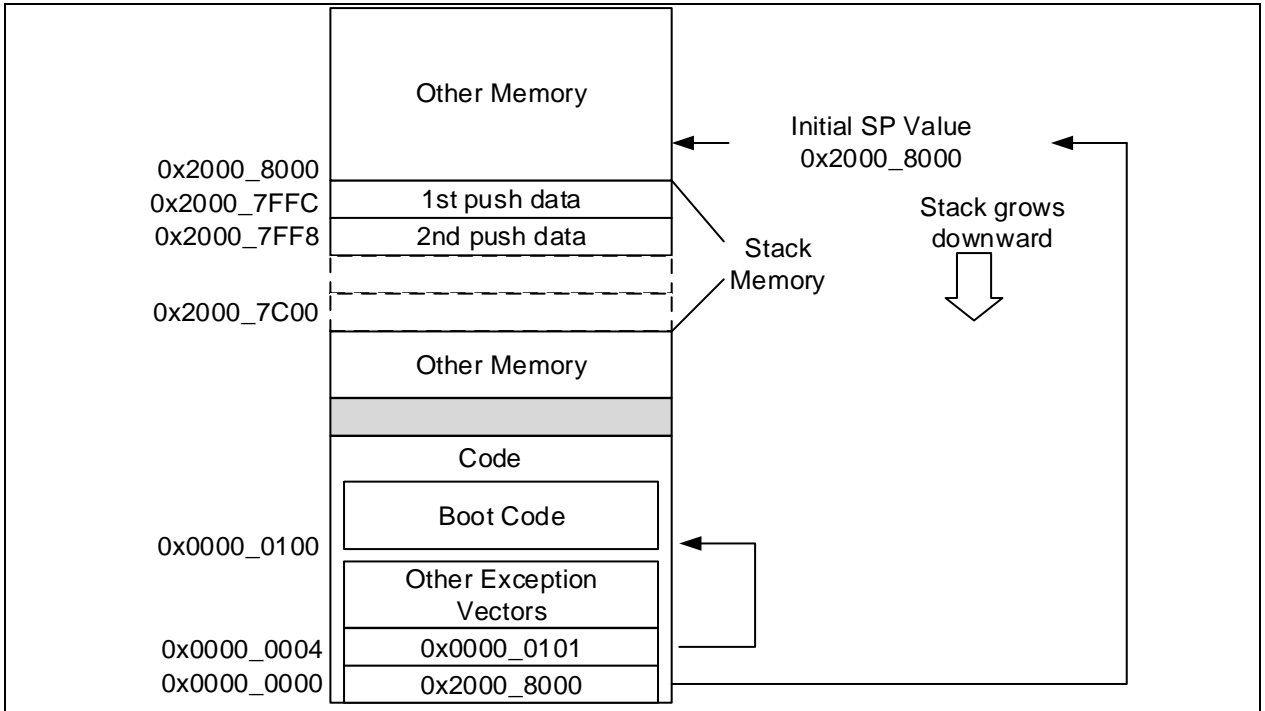 Other Memory
Initial SP Value
0x2000_8000
0x2000_8000
0x2000_7FFC
1st push data
0x2000_7FF8
2nd push data
Stack grows
downward
Stack
Memory
0x2000_7C00
Other Memory
Code
Boot Code
0x0000_0100
Other Exception
Vectors
0x0000_0004
0x0000_0101
0x0000_0000
0x2000_8000